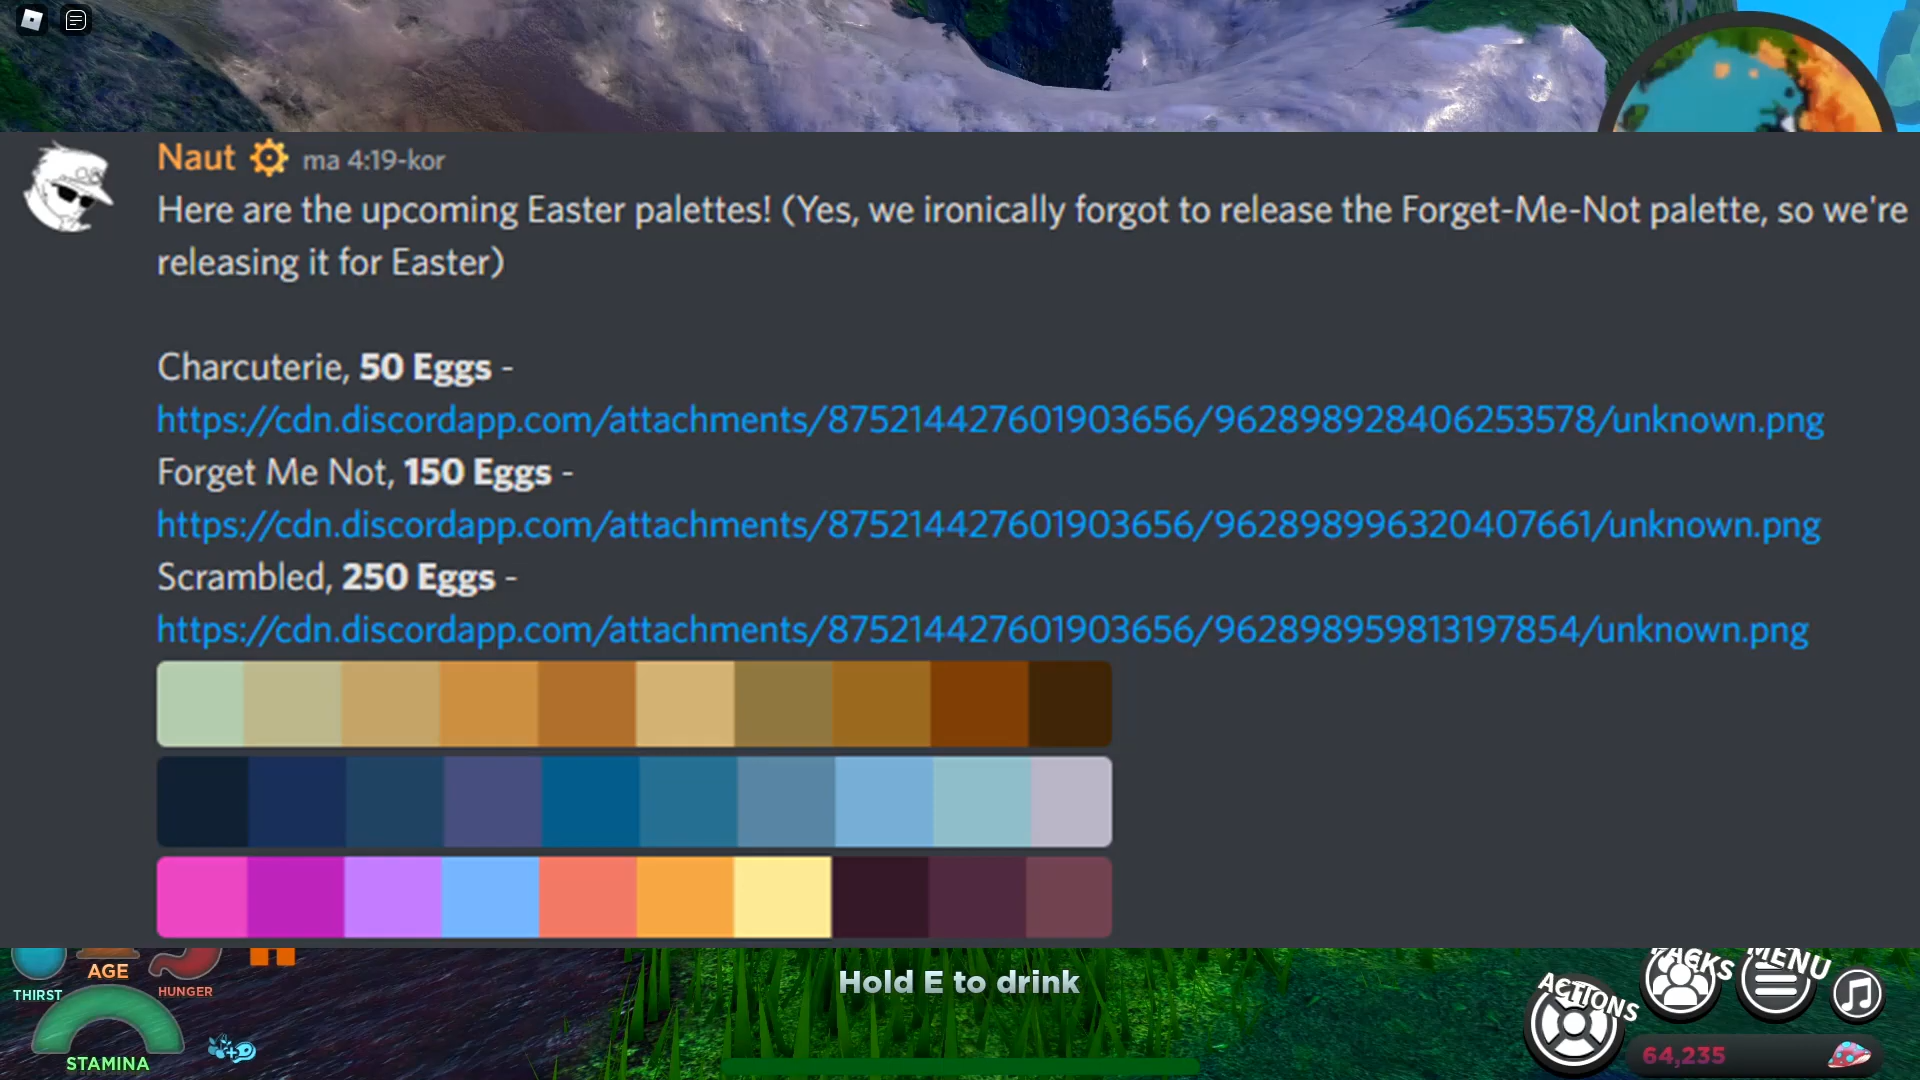 Naut ma 4:19-kor
Here are the upcoming Easter palettes! (Yes, we ironically forgot to release the Forget-Me-Not palette, so we're
releasing it for Easter)
Charcuterie, 50 Eggs -
https://cdn.discordapp.com/attachments/875214427601903656/962898928406253578/unknown.png
Forget Me Not, 150 Eggs -
https://cdn.discordapp.com/attachments/875214427601903656/962898996320407661/unknown.png
Scrambled, 250 Eggs -
https://cdn.discordapp.com/attachments/875214427601903656/962898959813197854/unknown.png
THIRST
AGE
HUNGER
STAMINA
Hold E to drink
ACTIONS
PACKS
MENU
64,235